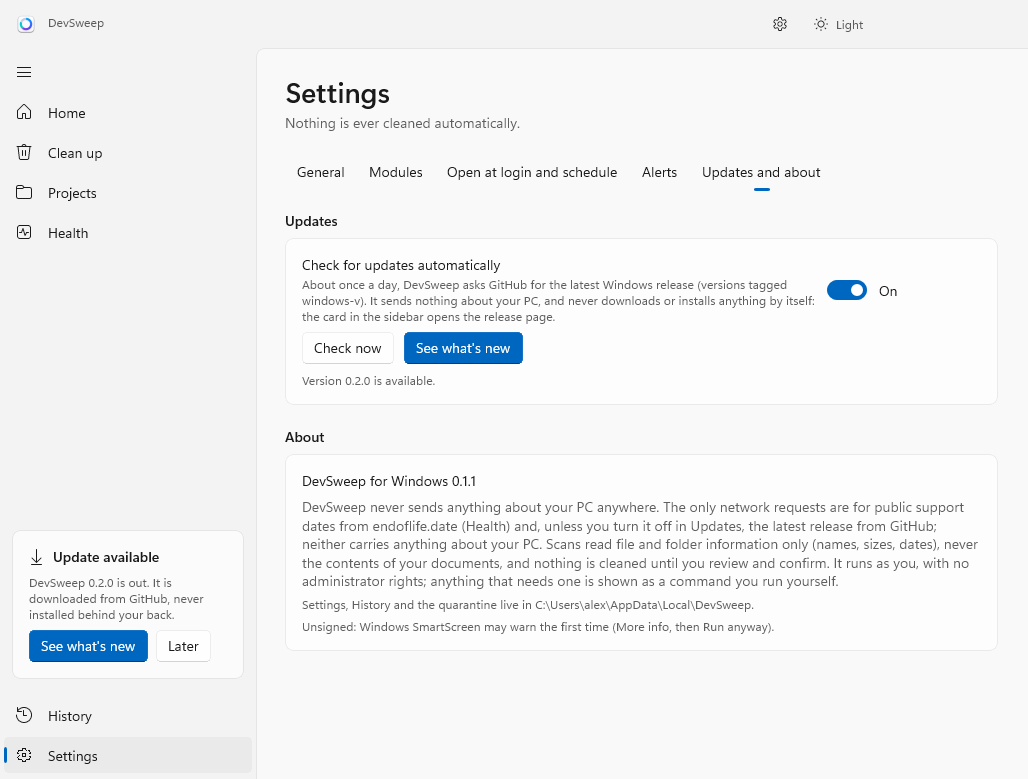 DevSweep
Light
Home
Clean up
Projects
Health
Settings
Nothing is ever cleaned automatically.
General
Modules
Open at login and schedule
Alerts
Updates and about
Updates
Check for updates automatically
About once a day, DevSweep asks GitHub for the latest Windows release (versions tagged
windows-v). It sends nothing about your PC, and never downloads or installs anything by itself:
the card in the sidebar opens the release page.
On
Check now
See what's new
Version 0.2.0 is available.
About
DevSweep for Windows 0.1.1
DevSweep never sends anything about your PC anywhere. The only network requests are for public support
dates from endoflife.date (Health) and, unless you turn it off in Updates, the latest release from GitHub;
neither carries anything about your PC. Scans read file and folder information only (names, sizes, dates), never
the contents of your documents, and nothing is cleaned until you review and confirm. It runs as you, with no
administrator rights; anything that needs one is shown as a command you run yourself.
Settings, History and the quarantine live in C:\Users\alex\AppData\Local\DevSweep.
Unsigned: Windows SmartScreen may warn the first time (More info, then Run anyway).
Update available
DevSweep 0.2.0 is out. It is
downloaded from GitHub, never
installed behind your back.
See what's new
Later
History
Settings